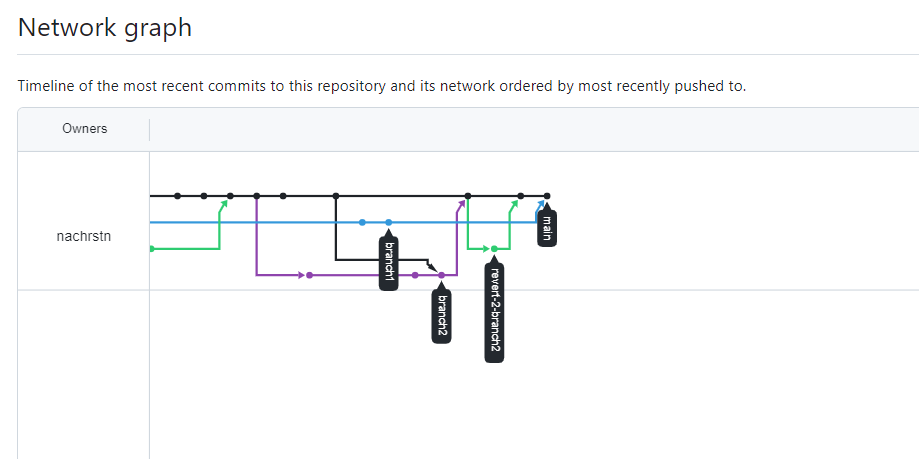 Network graph
Timeline of the most recent commits to this repository and its network ordered by most recently pushed to.
Owners
nachrstn
main
branch1
revert-2-branch2
branch2